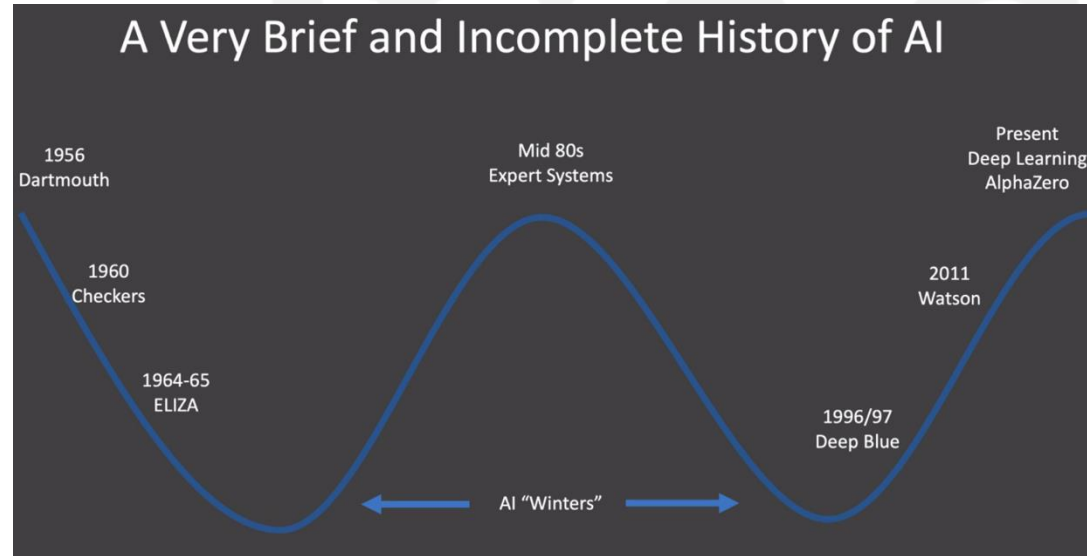 A Very Brief and Incomplete History of AI
1956
Dartmouth
1960
Checkers
1964-65
ELIZA
Mid 80s
Expert Systems
AI “Winters”
1996/97
Deep Blue
2011
Watson
Present
Deep Learning
AlphaZero